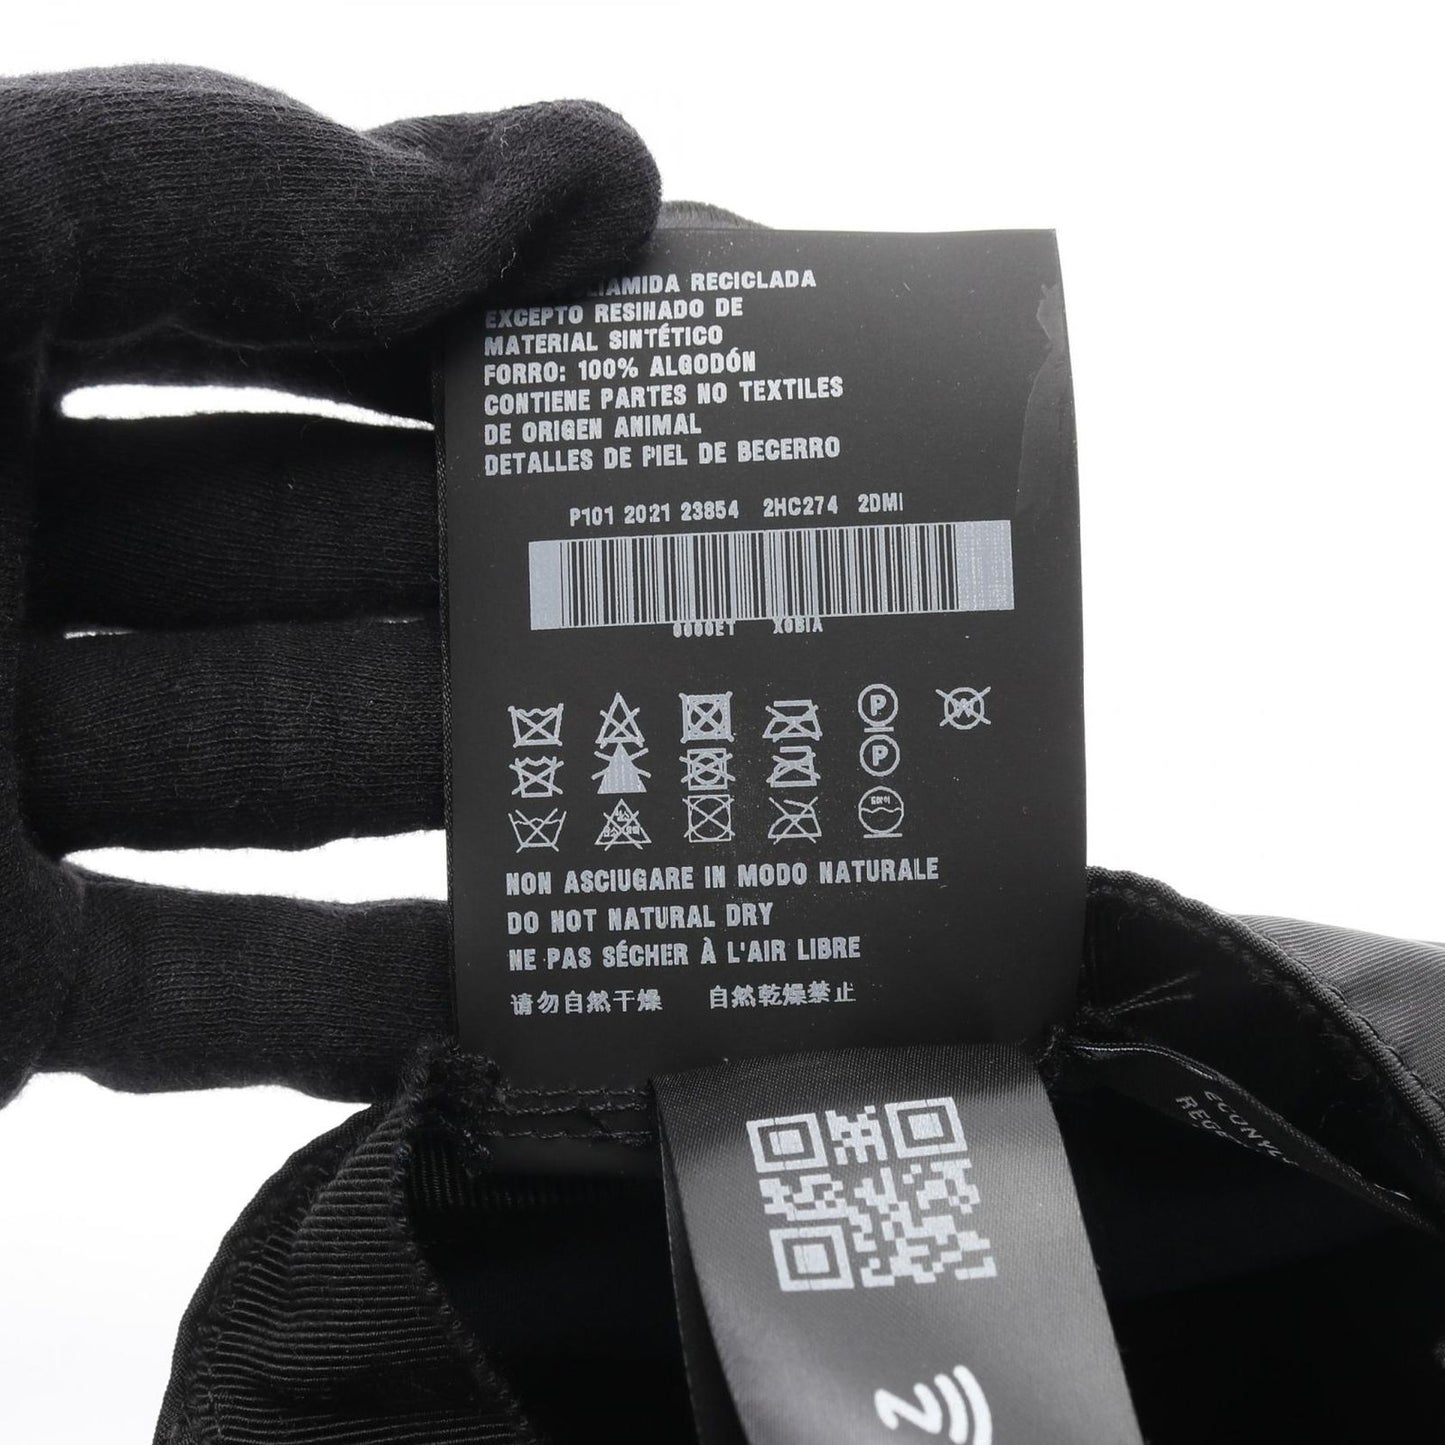 RECICLADA
EXCEPTO RESIHADO DE
MATERIAL SINTÉTICO
FORRO: 100% ALGODÓN
CONTIENE PARTES NO TEXTILES
DE ORIGEN ANIMAL
DETALLES DE PIEL DE BECERRO
P101 2021 23854 2HC274 2DMI
P
P
NON ASCIUGARE IN MODO NATURALE
DO NOT NATURAL DRY
NE PAS SÉCHER À L'AIR LIBRE
请勿自然干燥 自然乾燥禁止